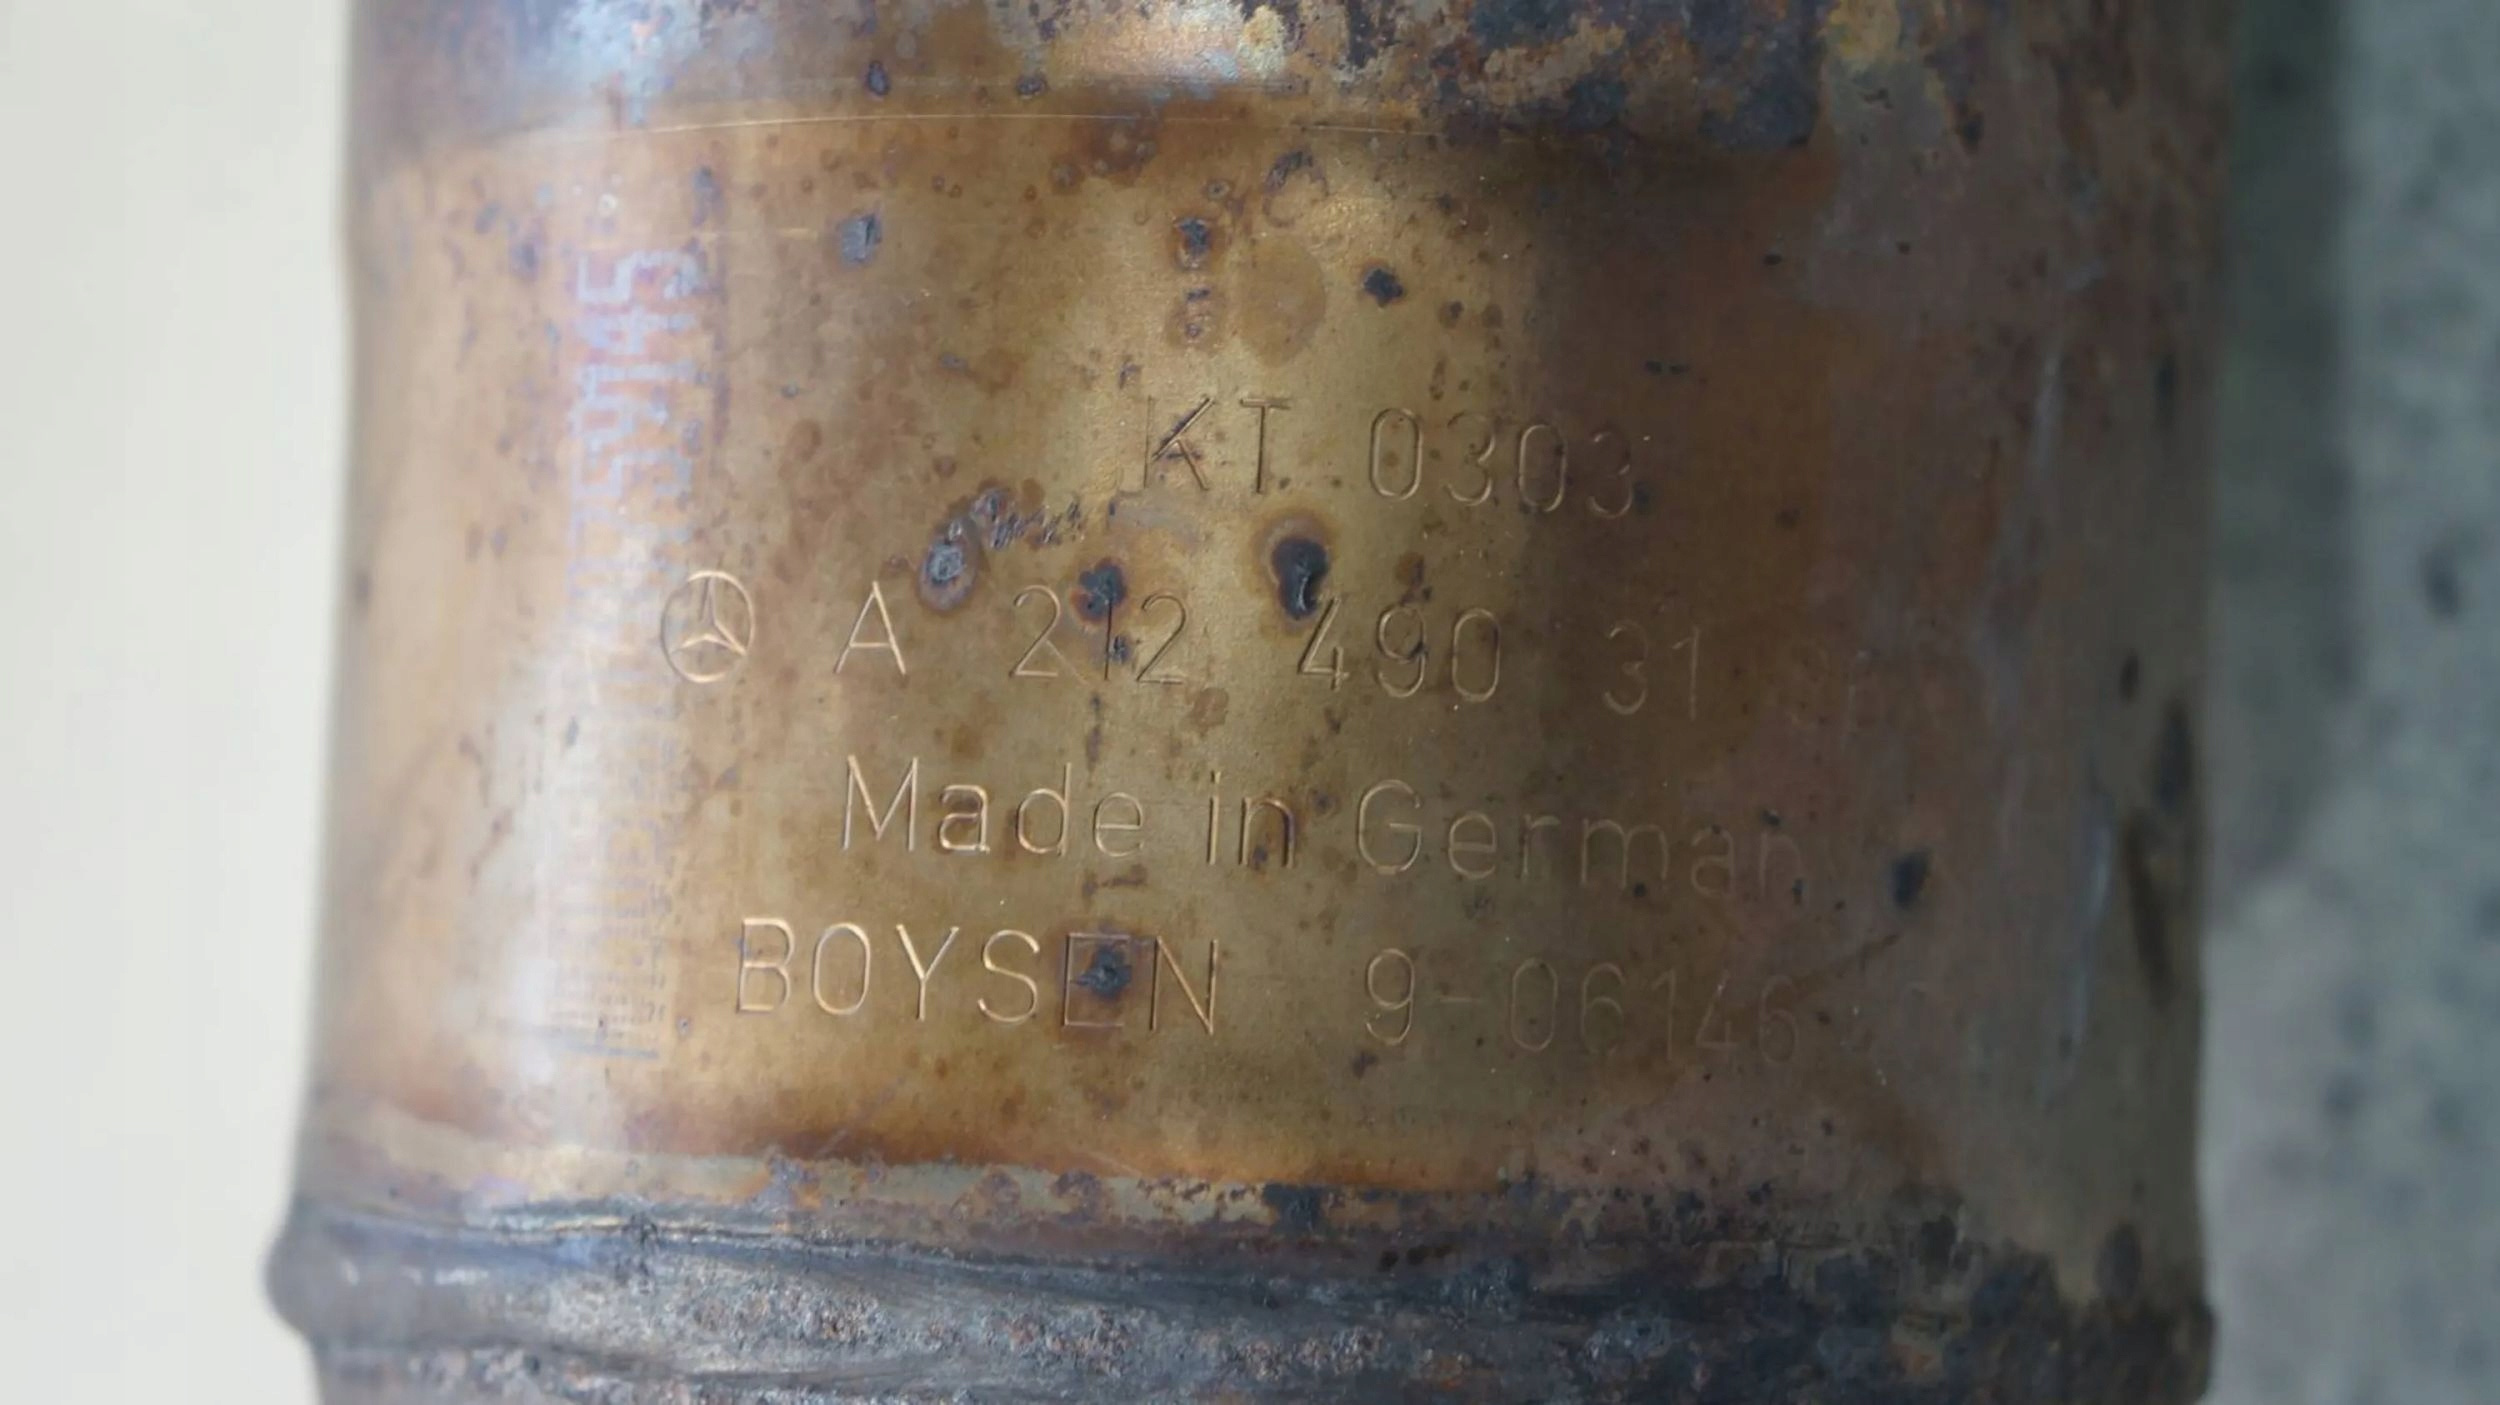 KT 0303
A 212 490 31
Made in German
BOYSEN 9-06146